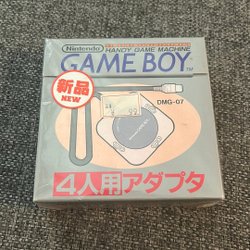 Nintendo
HANDY GAME MACHINE
GAME BOY
TM
新品
NEW
DMG-07
4人用アダプタ